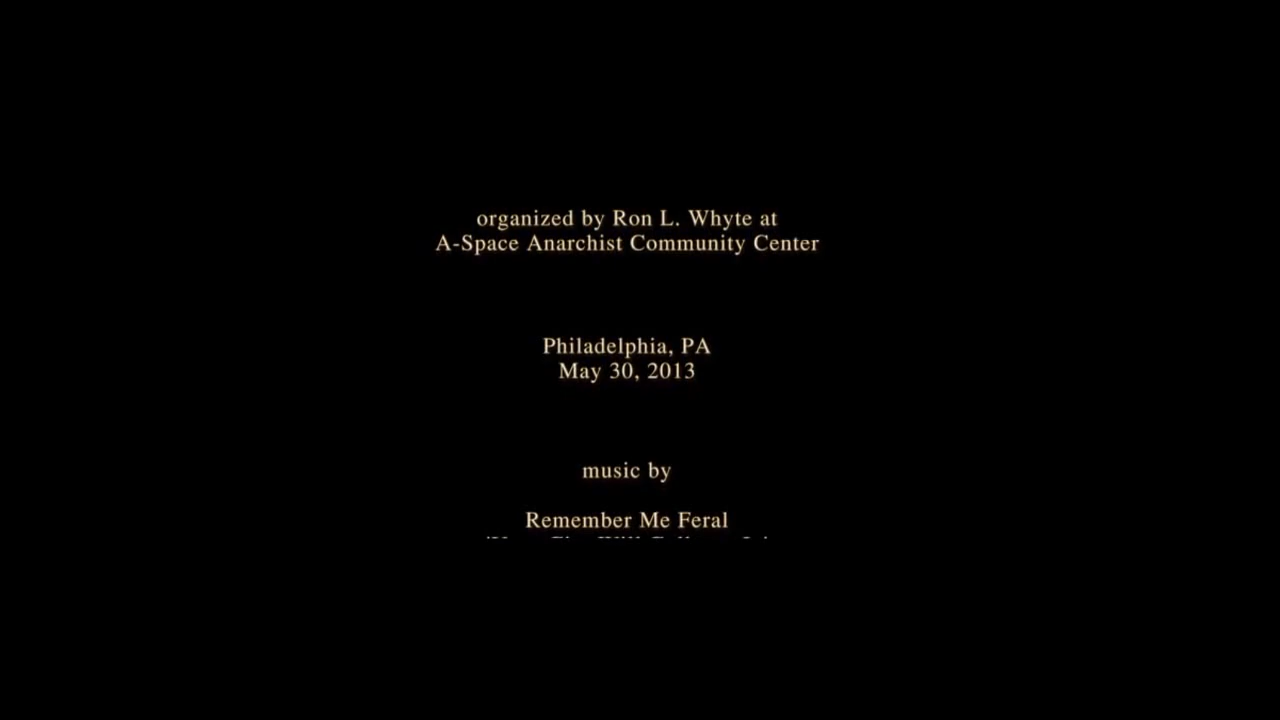 organized by Ron L. Whyte at
A-Space Anarchist Community Center
Philadelphia, PA
May 30, 2013
music by
Remember Me Feral